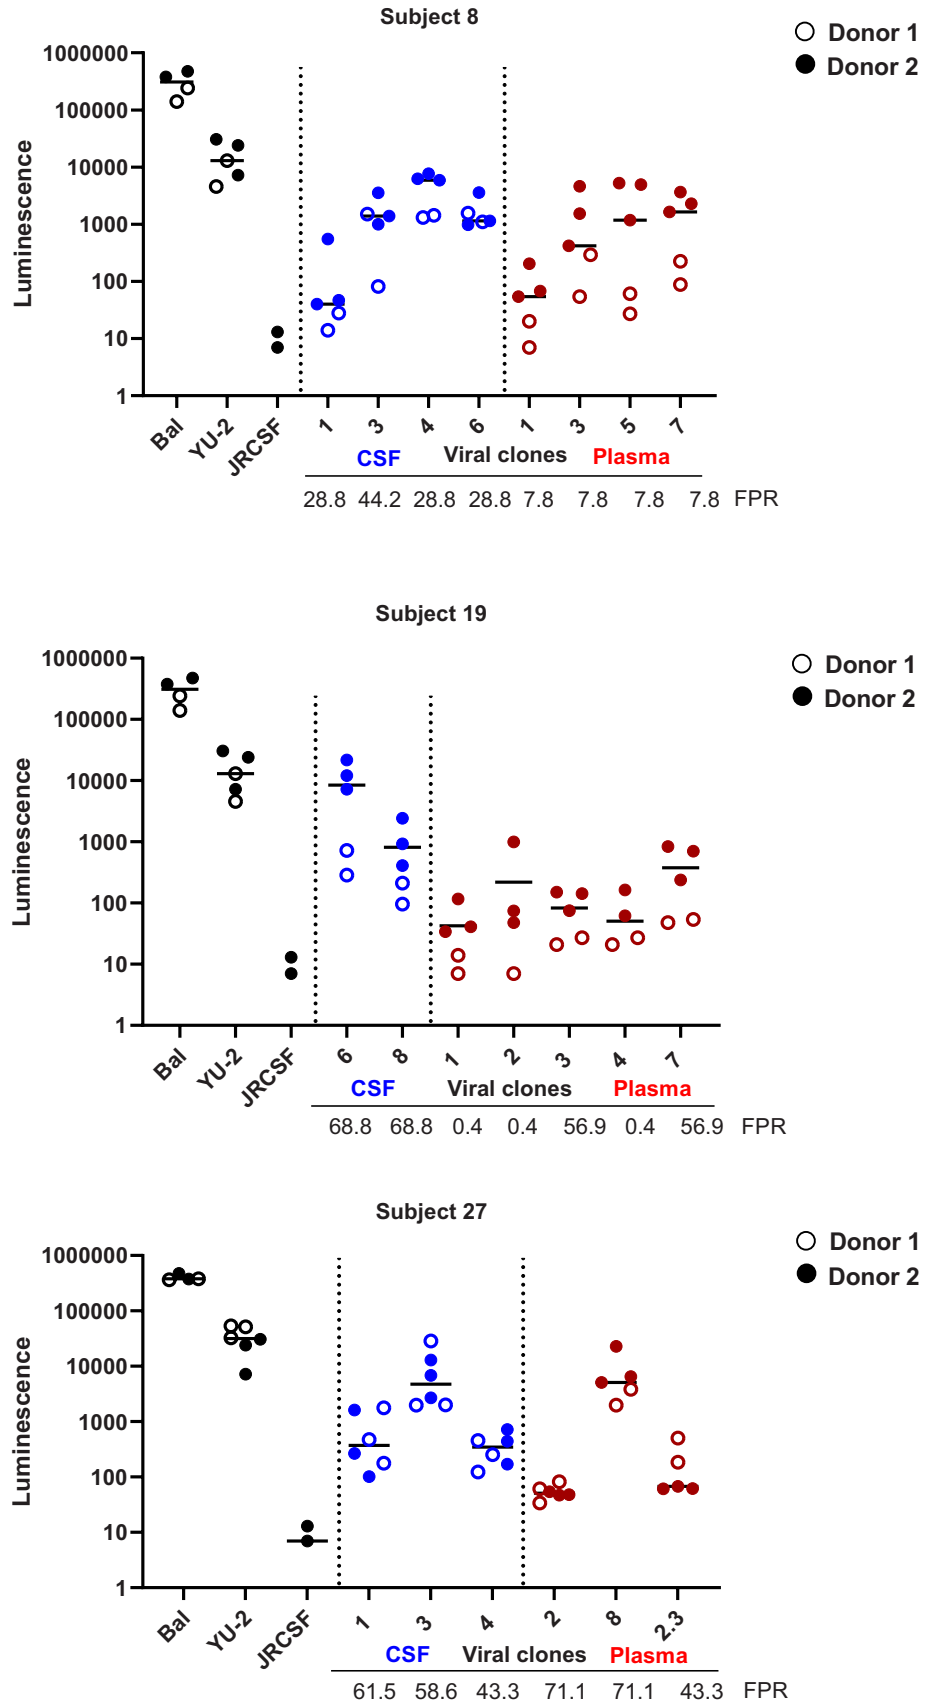 Subject 8
Donor 1
Donor 2
Luminescence
1000000
100000
10000
1000
100
10
1
Bal YU-2 JRCSF 1 3 4 6 1 3 5 7
CSF Viral clones Plasma
28.8 44.2 28.8 28.8 7.8 7.8 7.8 7.8 FPR
Subject 19
Donor 1
Donor 2
Luminescence
1000000
100000
10000
1000
100
10
1
Bal YU-2 JRCSF 6 8 1 2 3 4 7
CSF Viral clones Plasma
68.8 68.8 0.4 0.4 56.9 0.4 56.9 FPR
Subject 27
Donor 1
Donor 2
Luminescence
1000000
100000
10000
1000
100
10
1
Bal YU-2 JRCSF 1 3 4 2 8 2.3
CSF Viral clones Plasma
61.5 58.6 43.3 71.1 71.1 43.3 FPR